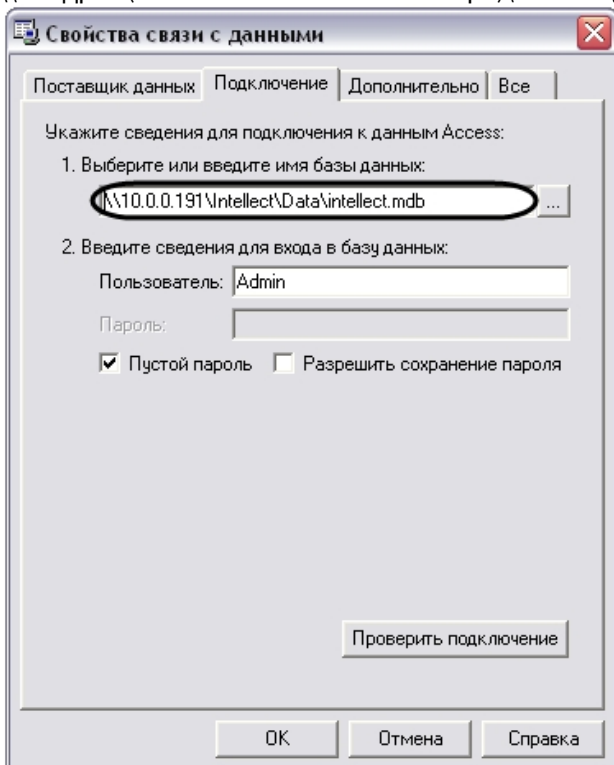 Свойства связи с данными
Поставщик данных Подключение Дополнительно Все
Укажите сведения для подключения к данным Access:
1. Выберите или введите имя базы данных:
\\10.0.0.191\Intellect\Data\intellect.mdb ...
2. Введите сведения для входа в базу данных:
Пользователь: Admin
Пароль:
Пустой пароль Разрешить сохранение пароля
Проверить подключение
OK Отмена Справка